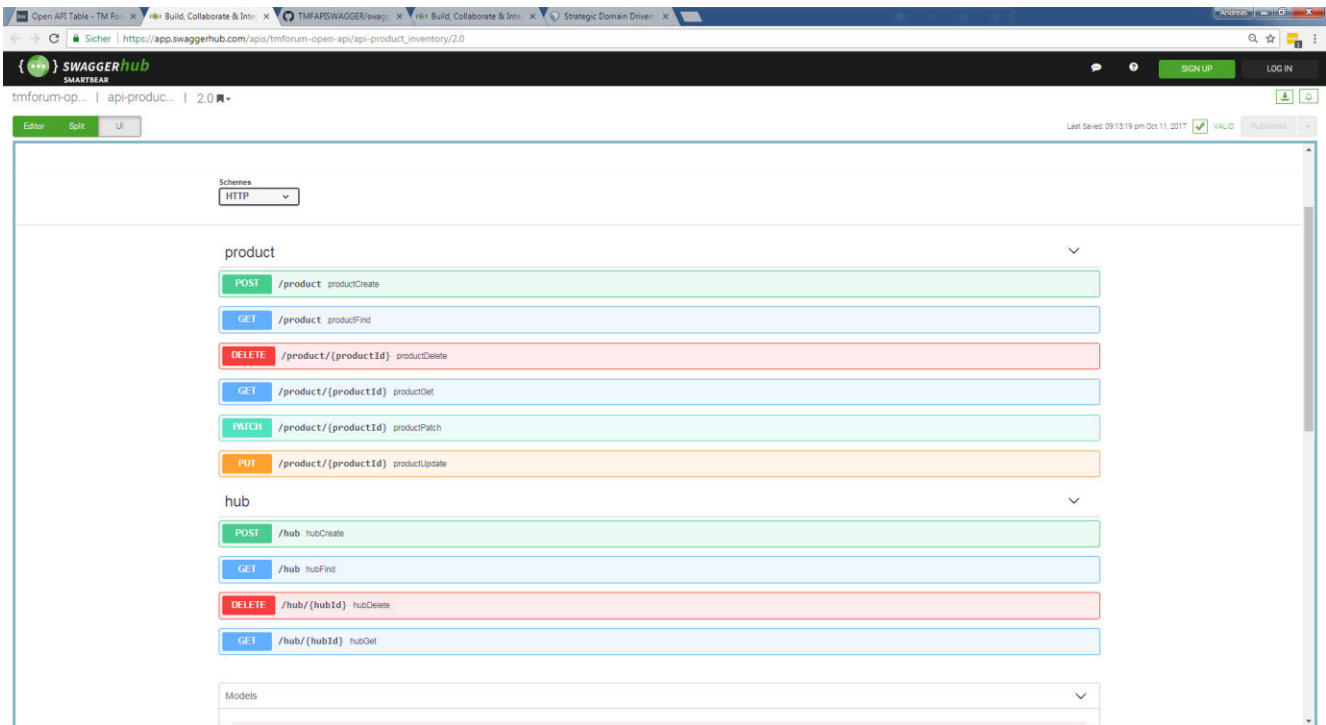 Open API Table - TM For
Build, Collaborate & Inte
TMFAPISWAGGER/swag
Build, Collaborate & Inte
Strategic Domain Driven
Andreas
Sicher | https://app.swaggerhub.com/apis/tmforum-open-api/api-product_inventory/2.0
{ } SWAGGERhub
SMARTBEAR
SIGN UP
LOG IN
tmforum-op... | api-produc... | 2.0
Editor Split UI
Last Saved: 09:13:19 pm Oct 11, 2017 VALID Published
Schemes
HTTP
product
POST /product productCreate
GET /product productFind
DELETE /product/{productId} productDelete
GET /product/{productId} productGet
PATCH /product/{productId} productPatch
PUT /product/{productId} productUpdate
hub
POST /hub hubCreate
GET /hub hubFind
DELETE /hub/{hubId} hubDelete
GET /hub/{hubId} hubGet
Models